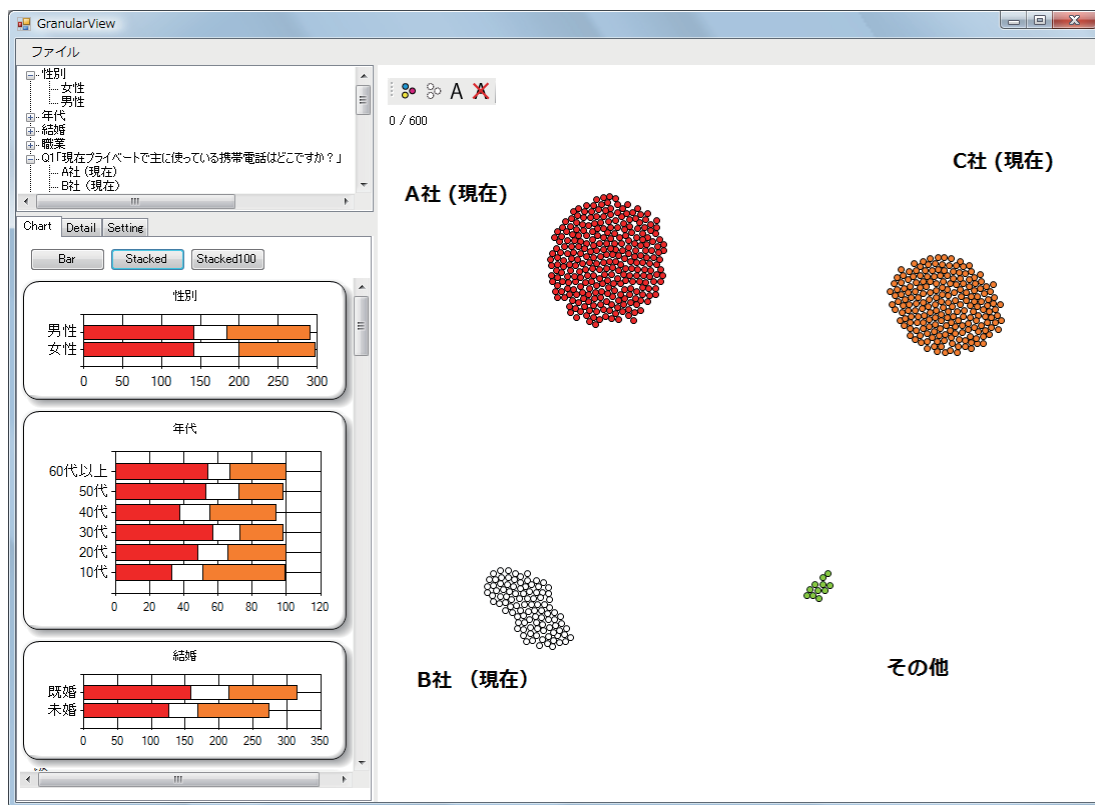 GranularView
ファイル
性別
女性
男性
年代
結婚
職業
Q1「現在プライベートで主に使っている携帯電話はどこですか？」
A社 (現在)
B社 (現在)
Chart Detail Setting
Bar Stacked Stacked100
性別
男性
女性
0 50 100 150 200 250 300
年代
60代以上
50代
40代
30代
20代
10代
0 20 40 60 80 100 120
結婚
既婚
未婚
0 50 100 150 200 250 300 350
A A
0 / 600
A社 (現在)
C社 (現在)
B社 （現在）
その他